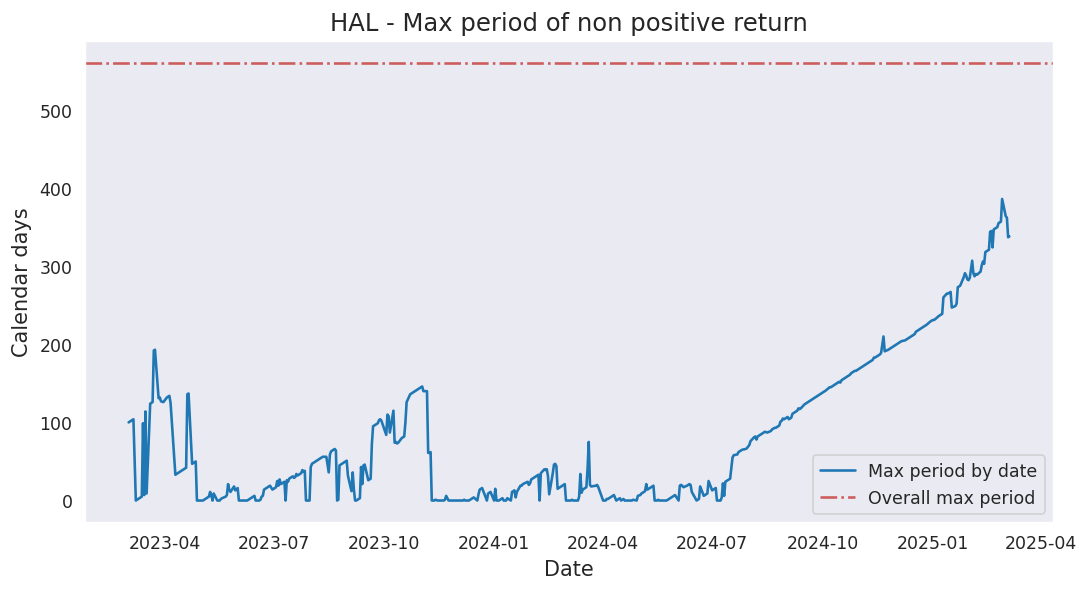 HAL - Max period of non positive return
Calendar days
500
400
300
200
100
0
Max period by date
Overall max period
2023-04 2023-07 2023-10 2024-01 2024-04 2024-07 2024-10 2025-01 2025-04
Date